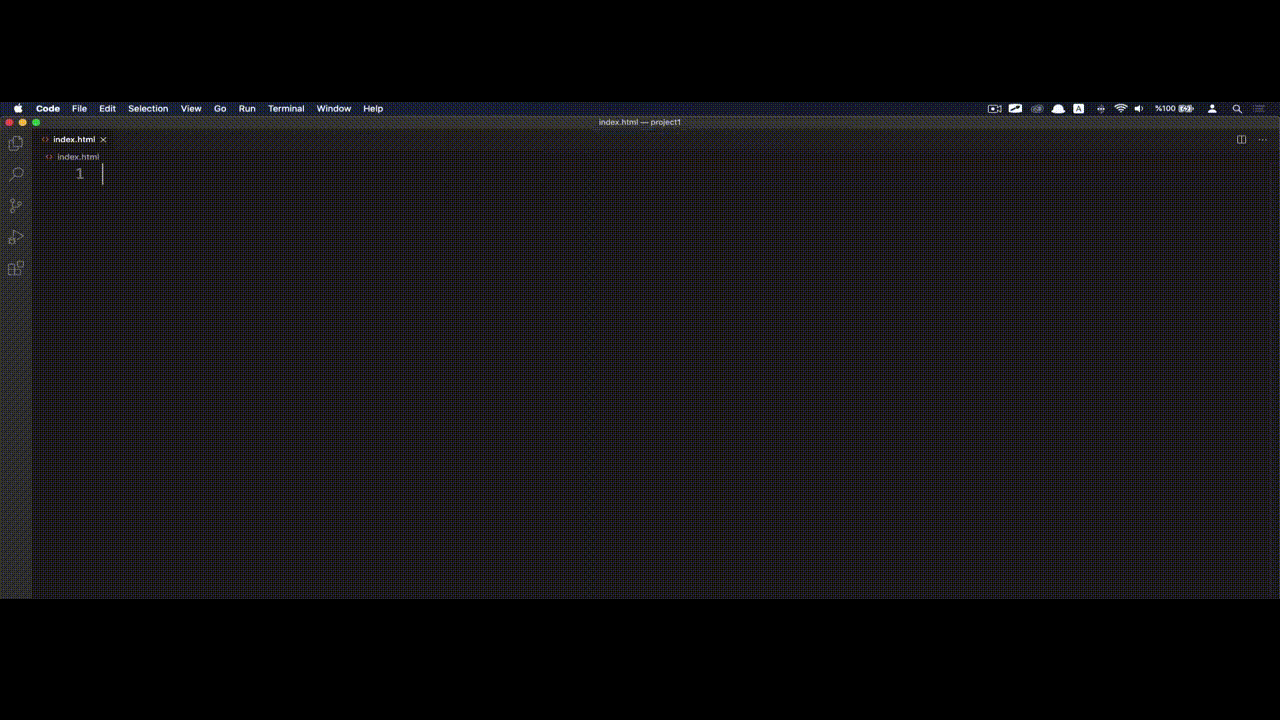 Code File Edit Selection View Go Run Terminal Window Help A %100
index.html — project1
index.html
index.html
1